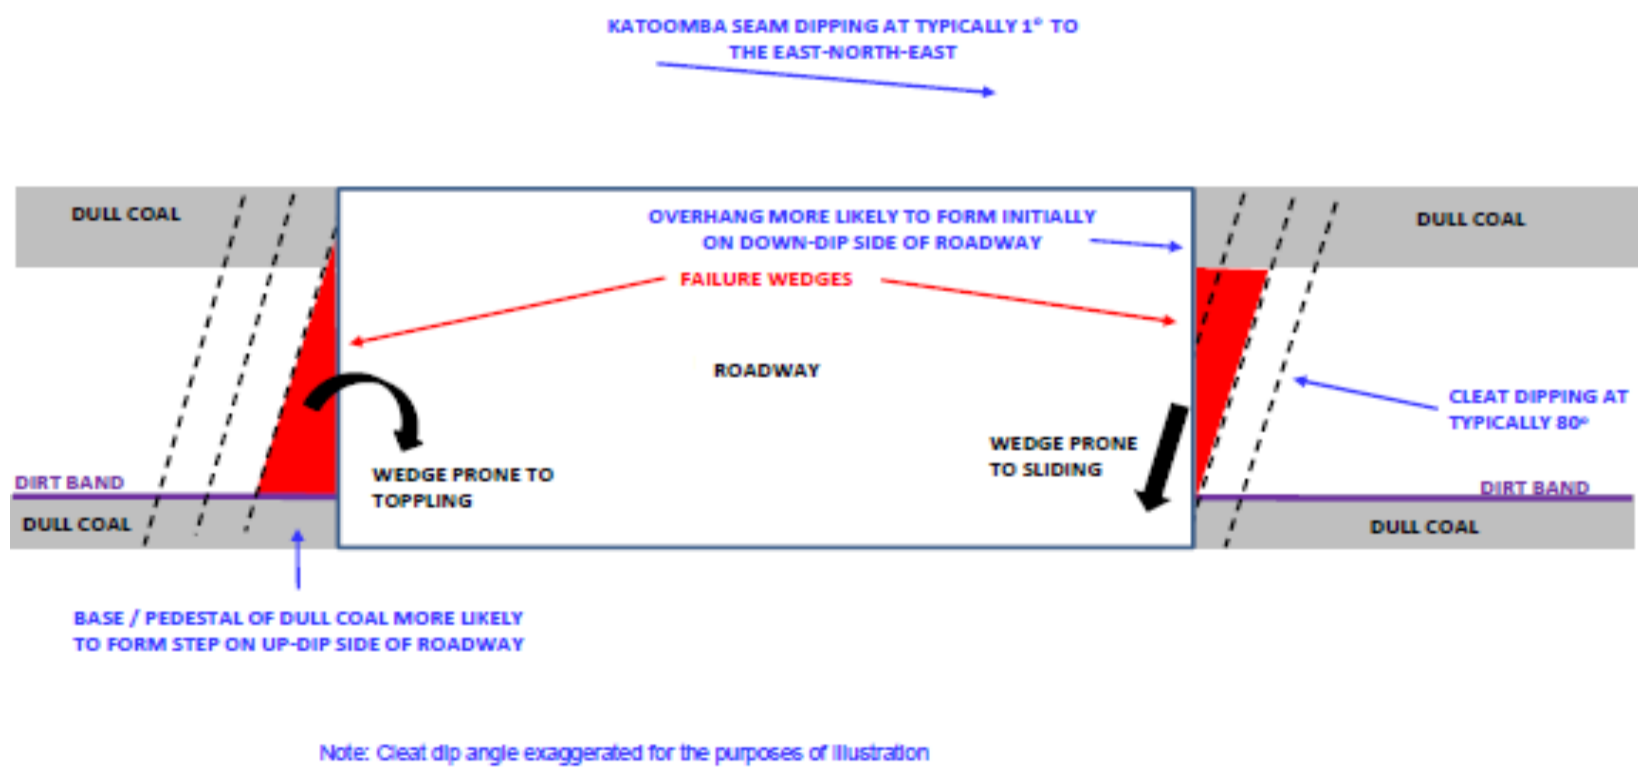 KATOOMBA SEAM DIPPING AT TYPICALLY 1° TO
THE EAST-NORTH-EAST
DULL COAL
OVERHANG MORE LIKELY TO FORM INITIALLY
ON DOWN-DIP SIDE OF ROADWAY
DULL COAL
FAILURE WEDGES
ROADWAY
CLEAT DIPPING AT
TYPICALLY 80°
WEDGE PRONE
TO SLIDING
WEDGE PRONE TO
TOPPLING
DIRT BAND
DIRT BAND
DULL COAL
DULL COAL
BASE / PEDESTAL OF DULL COAL MORE LIKELY
TO FORM STEP ON UP-DIP SIDE OF ROADWAY
Note: Cleat dip angle exaggerated for the purposes of illustration